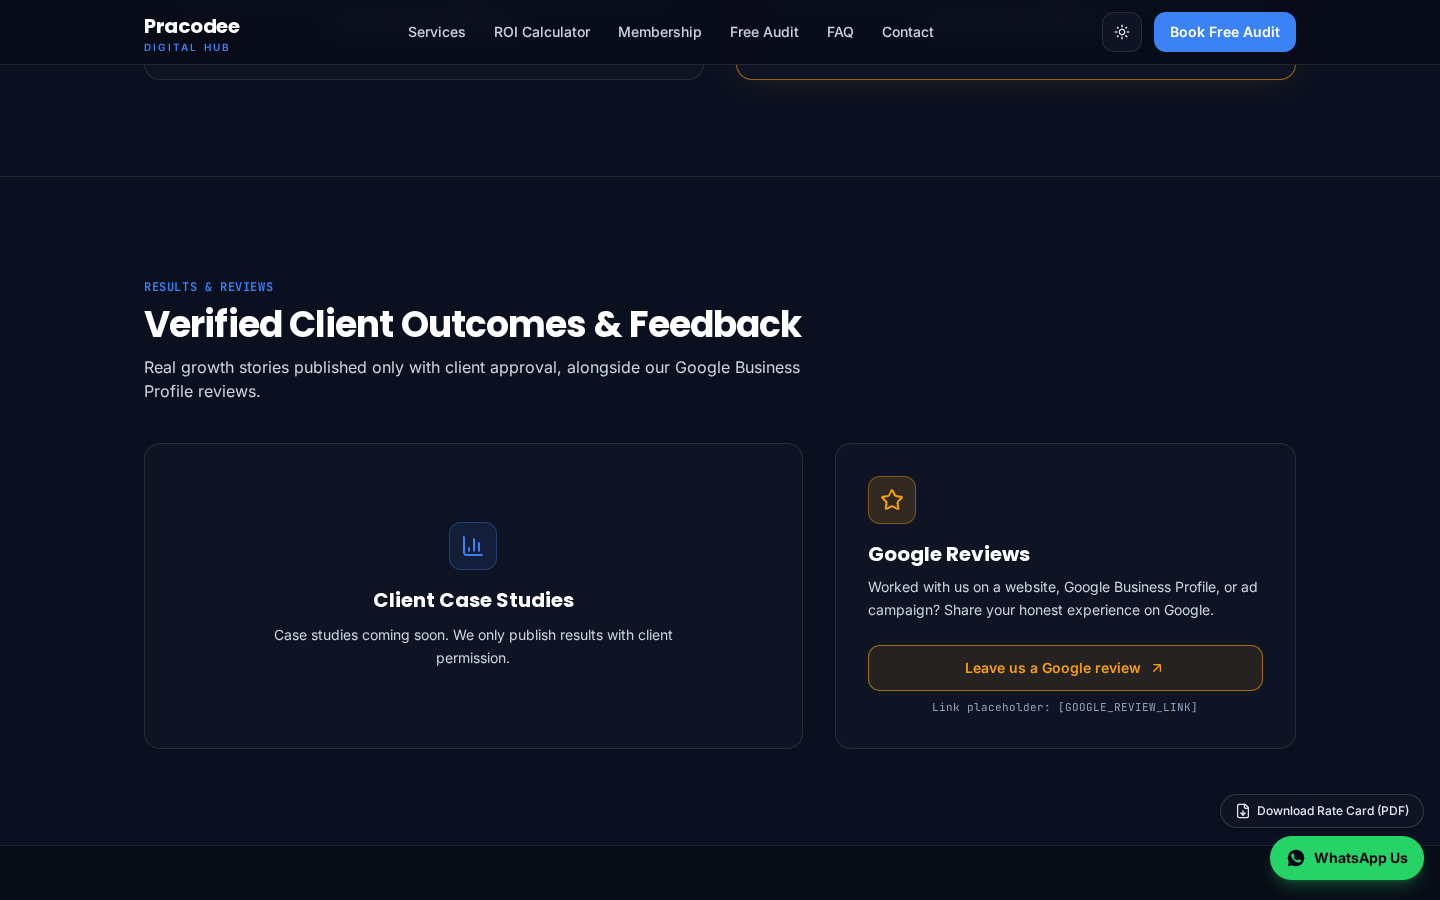 Pracodee
DIGITAL HUB
Services
ROI Calculator
Membership
Free Audit
FAQ
Contact
Book Free Audit
RESULTS & REVIEWS
Verified Client Outcomes & Feedback
Real growth stories published only with client approval, alongside our Google Business
Profile reviews.
Client Case Studies
Case studies coming soon. We only publish results with client
permission.
Google Reviews
Worked with us on a website, Google Business Profile, or ad
campaign? Share your honest experience on Google.
Leave us a Google review
Link placeholder: [GOOGLE_REVIEW_LINK]
Download Rate Card (PDF)
WhatsApp Us